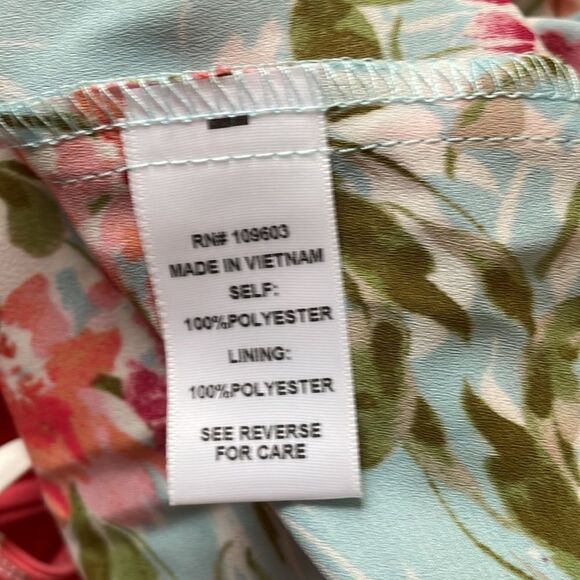 RN# 109603
MADE IN VIETNAM
SELF:
100%POLYESTER
LINING:
100%POLYESTER
SEE REVERSE
FOR CARE